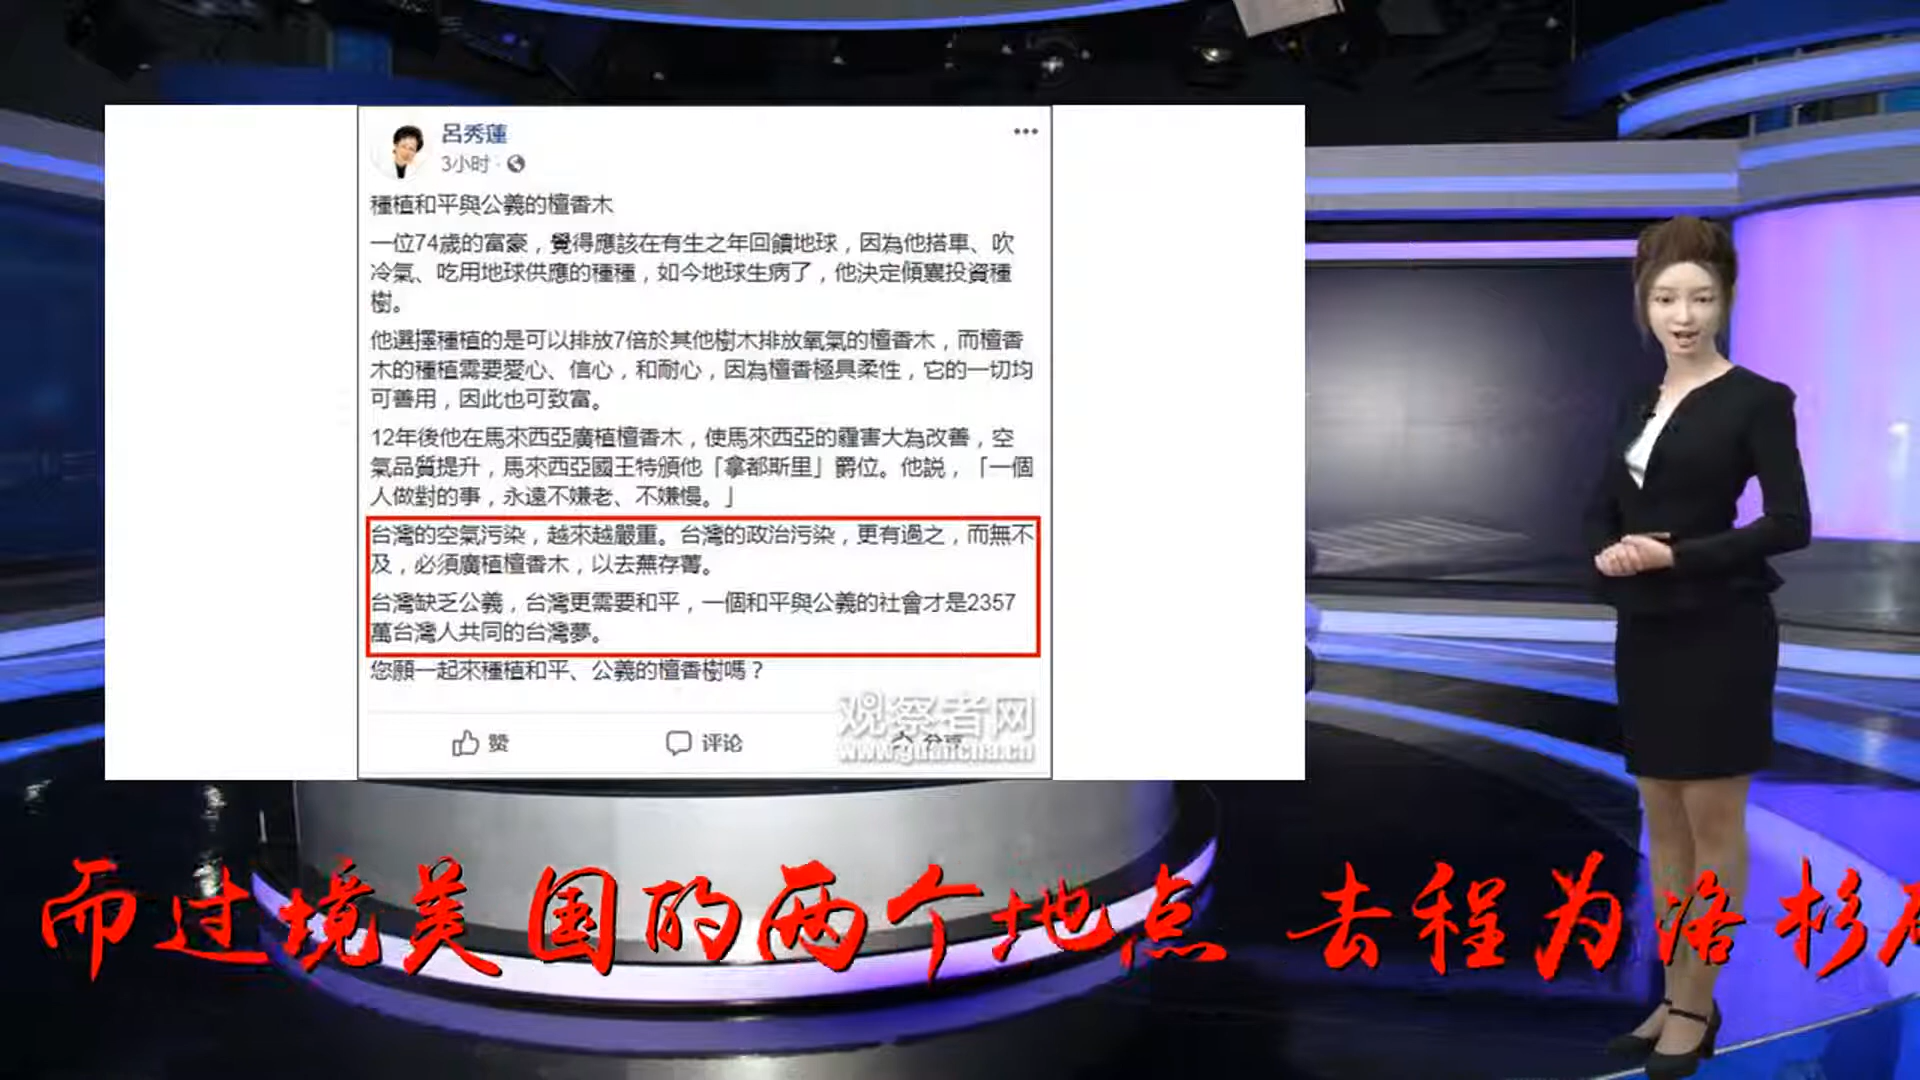 呂秀蓮
3小时
種植和平與公義的檀香木
一位74歲的富豪，覺得應該在有生之年回饋地球，因為他搭車、吹
冷氣、吃用地球供應的種種，如今地球生病了，他決定傾囊投資種
樹。
他選擇種植的是可以排放7倍於其他樹木排放氧氣的檀香木，而檀香
木的種植需要愛心、信心，和耐心，因為檀香極具柔性，它的一切均
可善用，因此也可致富。
12年後他在馬來西亞廣植檀香木，使馬來西亞的霾害大為改善，空
氣品質提升，馬來西亞國王特頒他「拿都斯里」爵位。他説，「一個
人做對的事，永遠不嫌老、不嫌慢。」
台灣的空氣污染，越來越嚴重。台灣的政治污染，更有過之，而無不
及，必須廣植檀香木，以去蕪存菁。
台灣缺乏公義，台灣更需要和平，一個和平與公義的社會才是2357
萬台灣人共同的台灣夢。
您願一起來種植和平、公義的檀香樹嗎？
赞 评论 分享
观察者网
www.guancha.cn
而过境美国的两个地点 去程为洛杉